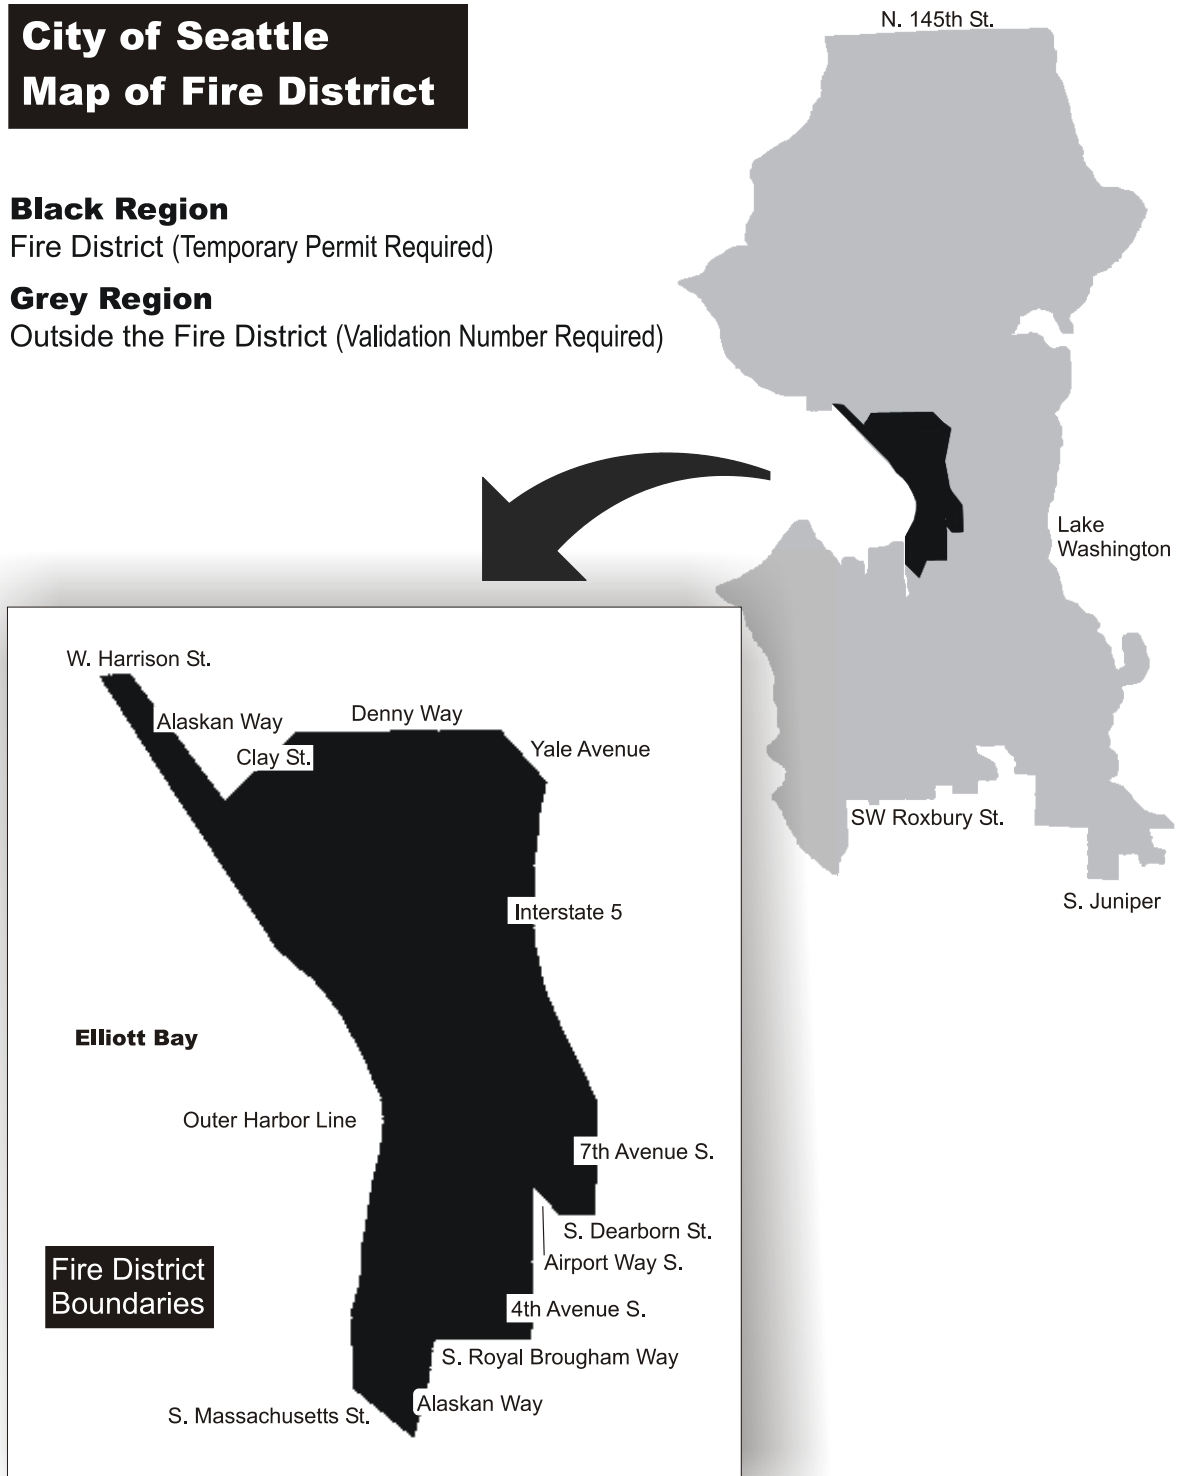 City of Seattle
Map of Fire District
N. 145th St.
Black Region
Fire District (Temporary Permit Required)
Grey Region
Outside the Fire District (Validation Number Required)
Lake
Washington
SW Roxbury St.
S. Juniper
W. Harrison St.
Alaskan Way
Denny Way
Clay St.
Yale Avenue
Interstate 5
Elliott Bay
Outer Harbor Line
7th Avenue S.
S. Dearborn St.
Airport Way S.
Fire District
Boundaries
4th Avenue S.
S. Royal Brougham Way
Alaskan Way
S. Massachusetts St.